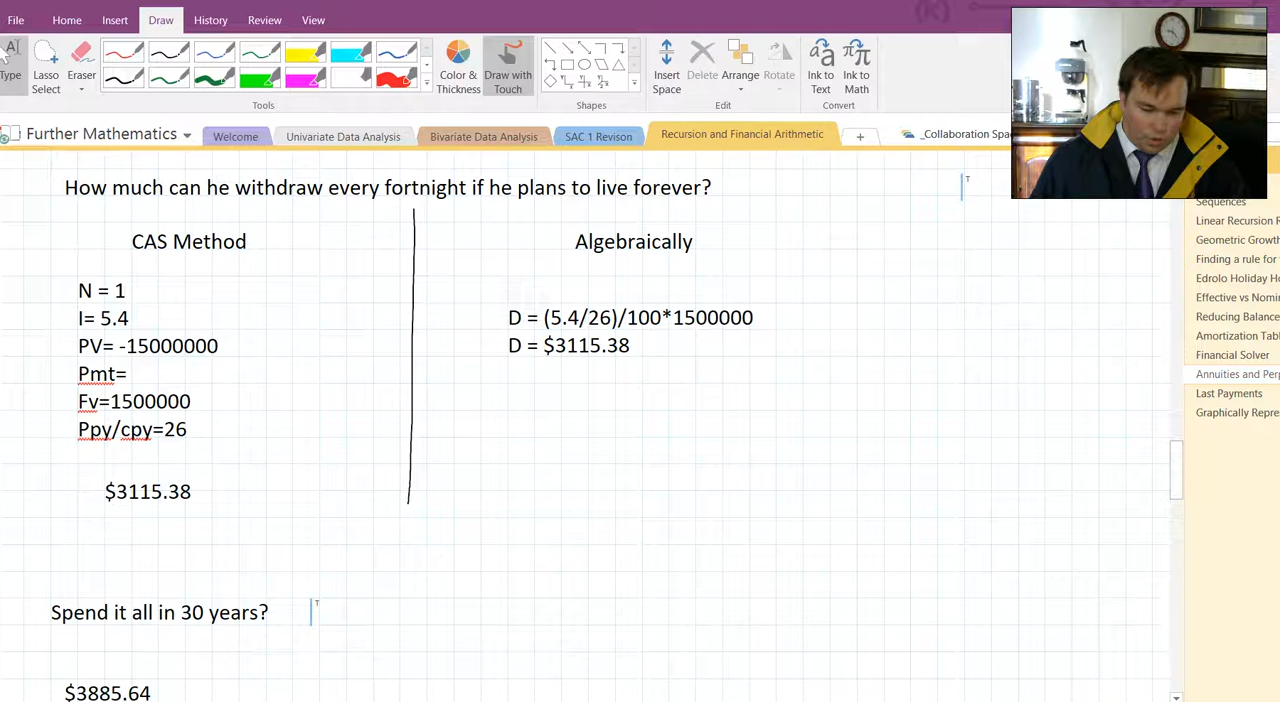 File Home Insert Draw History Review View
Type
Lasso Select
Eraser
Color & Thickness
Draw with Touch
Insert Space
Delete
Arrange
Rotate
Ink to Text
Ink to Math
Tools
Shapes
Edit
Convert
Further Mathematics
Welcome
Univariate Data Analysis
Bivariate Data Analysis
SAC 1 Revison
Recursion and Financial Arithmetic
_Collaboration Spac
How much can he withdraw every fortnight if he plans to live forever?
CAS Method
N = 1
I= 5.4
PV= -15000000
Pmt=
Fv=1500000
Ppy/cpy=26
$3115.38
Algebraically
D = (5.4/26)/100*1500000
D = $3115.38
Spend it all in 30 years?
$3885.64
Sequences
Linear Recursion R
Geometric Growth
Finding a rule for
Edrolo Holiday Ho
Effective vs Nomin
Reducing Balance
Amortization Tabl
Financial Solver
Annuities and Perp
Last Payments
Graphically Repre